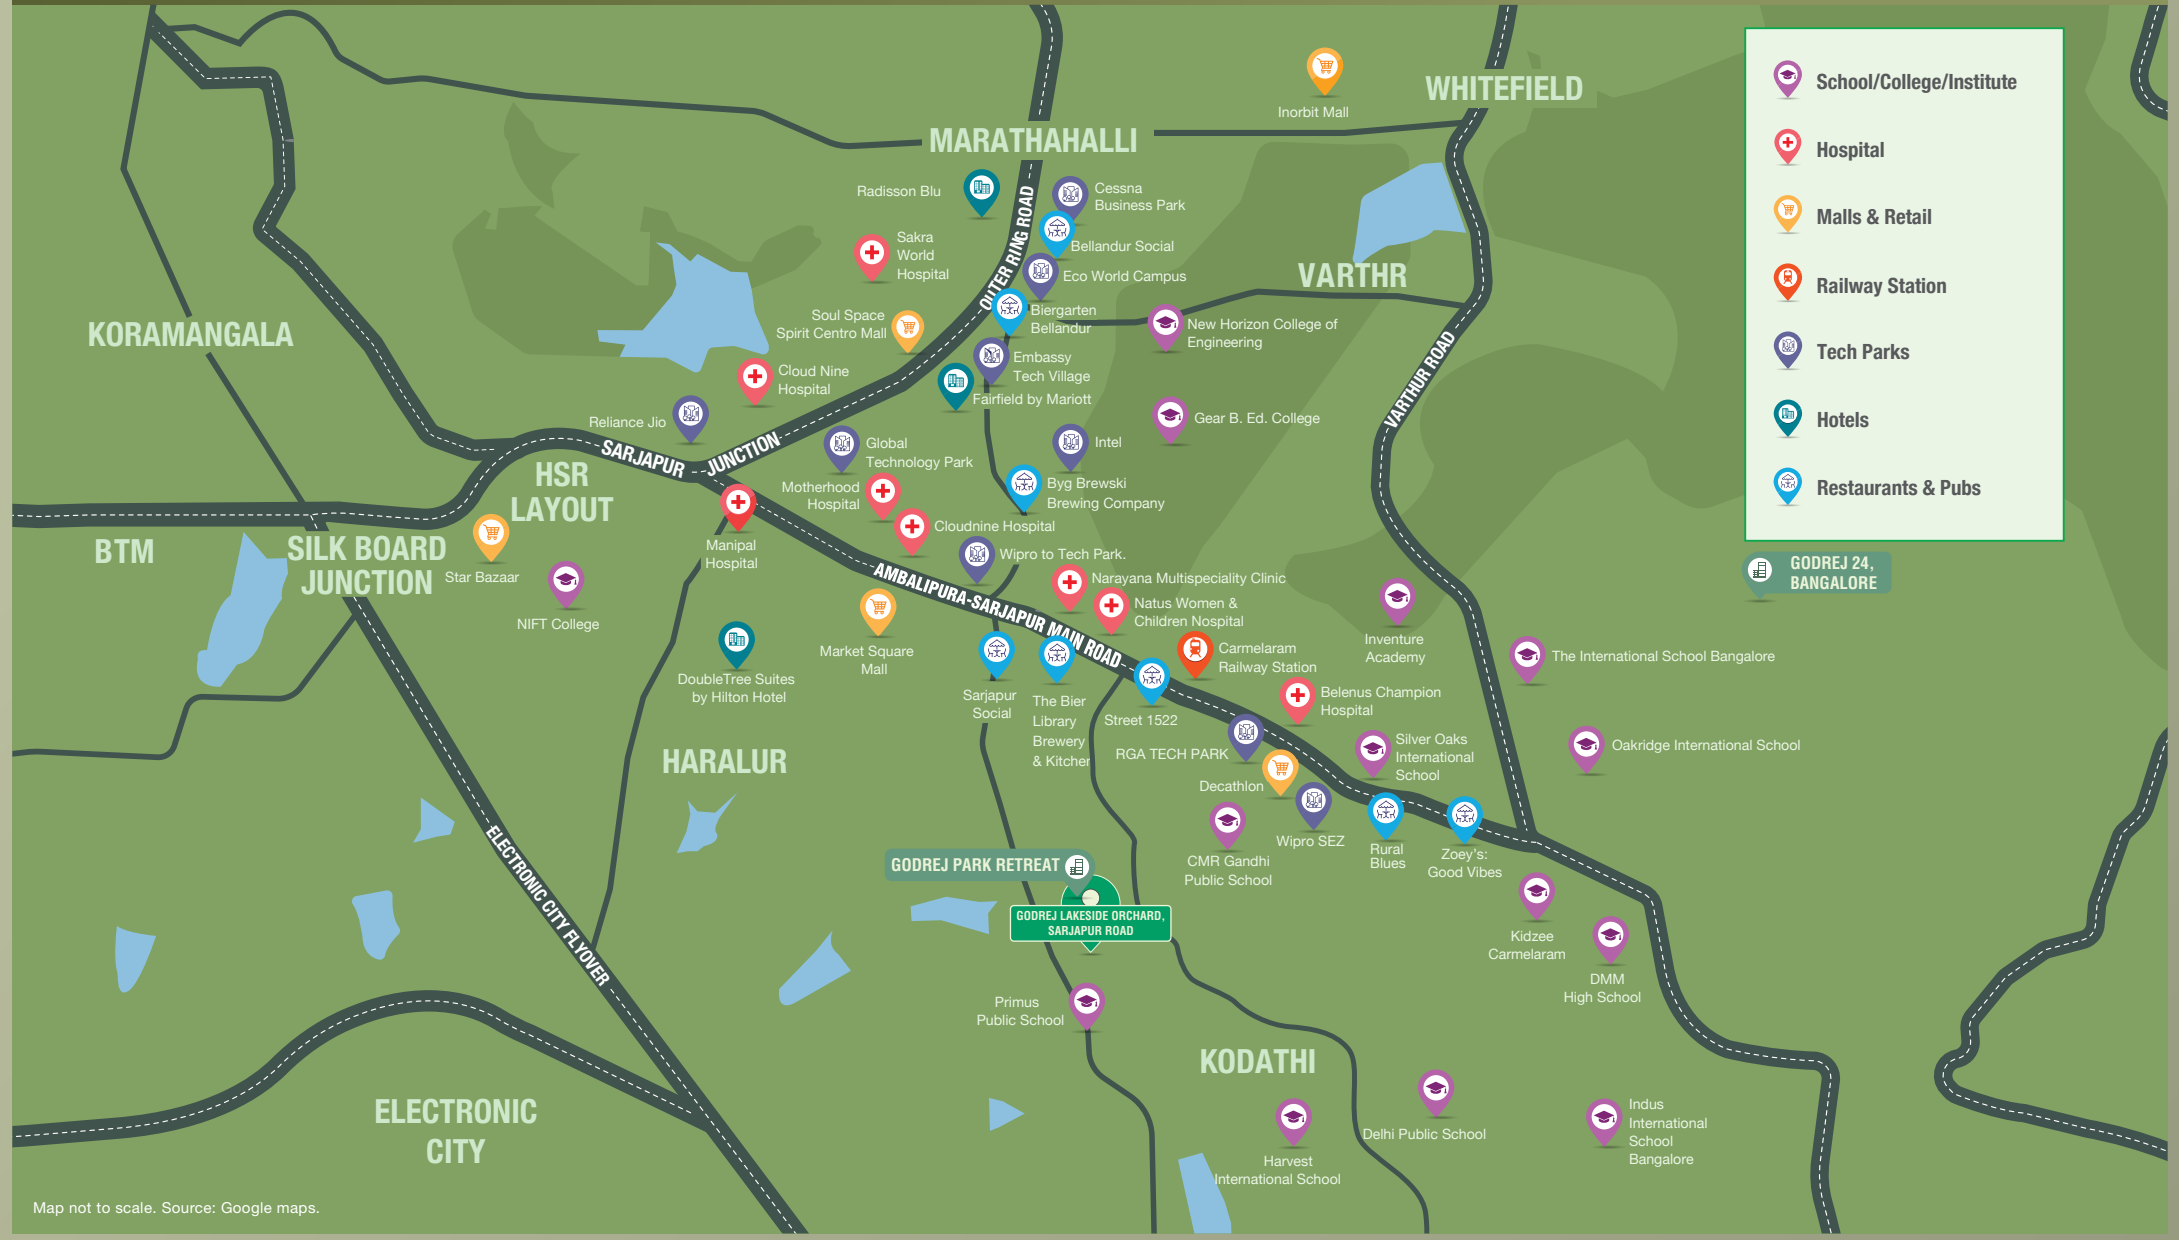 WHITEFIELD
Inorbit Mall
MARATHAHALLI
Radisson Blu
Cessna
Business Park
OUTER RING ROAD
Sakra
World
Hospital
Bellandur Social
Eco World Campus
VARTHR
Soul Space
Spirit Centro Mall
Biergarten
Bellandur
New Horizon College of
Engineering
KORAMANGALA
Embassy
Tech Village
VARTHUR ROAD
Cloud Nine
Hospital
Fairfield by Mariott
Reliance Jio
Gear B. Ed. College
SARJAPUR JUNCTION
Global
Technology Park
Intel
HSR
LAYOUT
Motherhood
Hospital
Byg Brewski
Brewing Company
Cloudnine Hospital
BTM
SILK BOARD
JUNCTION
Star Bazaar
Manipal
Hospital
Wipro to Tech Park.
AMBALIPURA-SARJAPUR MAIN ROAD
Narayana Multispeciality Clinic
Natus Women &
Children Nospital
NIFT College
Market Square
Mall
Carmelaram
Railway Station
Inventure
Academy
The International School Bangalore
DoubleTree Suites
by Hilton Hotel
Sarjapur
Social
The Bier
Library
Brewery
& Kitchen
Street 1522
Belenus Champion
Hospital
RGA TECH PARK
Silver Oaks
International
School
Oakridge International School
HARALUR
Decathlon
Wipro SEZ
Rural
Blues
Zoey's:
Good Vibes
CMR Gandhi
Public School
ELECTRONIC CITY FLYOVER
GODREJ PARK RETREAT
GODREJ LAKESIDE ORCHARD,
SARJAPUR ROAD
Kidzee
Carmelaram
DMM
High School
Primus
Public School
KODATHI
ELECTRONIC
CITY
Harvest
International School
Delhi Public School
Indus
International
School
Bangalore
Map not to scale. Source: Google maps.
School/College/Institute
Hospital
Malls & Retail
Railway Station
Tech Parks
Hotels
Restaurants & Pubs
GODREJ 24,
BANGALORE